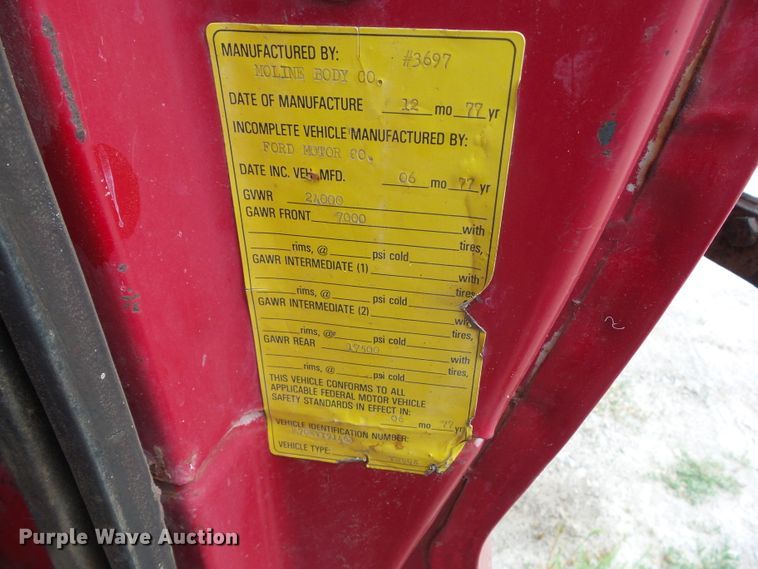 MANUFACTURED BY: #3697
MOLINE BODY CO.
DATE OF MANUFACTURE 12 mo 77 yr
INCOMPLETE VEHICLE MANUFACTURED BY:
FORD MOTOR CO.
DATE INC. VEH. MFD. 06 mo 77 yr
GVWR 24000
GAWR FRONT 7000 with
tires,
rims, @ psi cold
GAWR INTERMEDIATE (1) with
tires,
rims, @ psi cold
GAWR INTERMEDIATE (2) with
tires,
rims, @ psi cold
GAWR REAR 17500 with
tires,
rims, @ psi cold
THIS VEHICLE CONFORMS TO ALL
APPLICABLE FEDERAL MOTOR VEHICLE
SAFETY STANDARDS IN EFFECT IN:
06 mo 77 yr
VEHICLE IDENTIFICATION NUMBER:
VEHICLE TYPE:
Purple Wave Auction